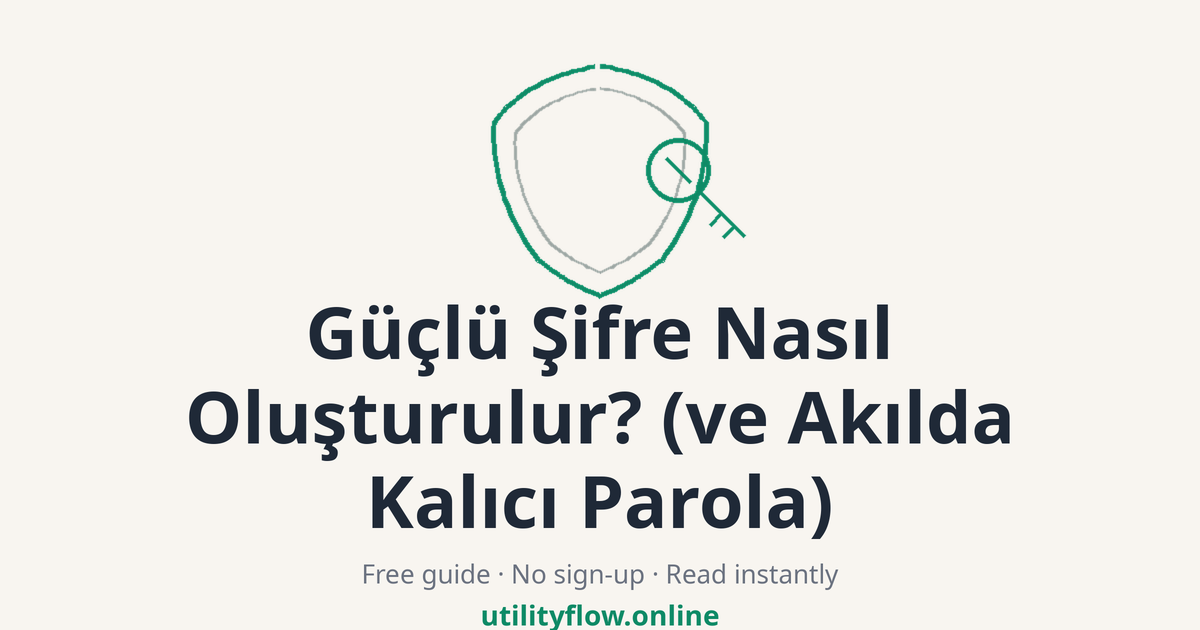 Güçlü Şifre Nasıl
Oluşturulur? (ve Akılda
Kalıcı Parola)
Free guide · No sign-up · Read instantly
utilityflow.online